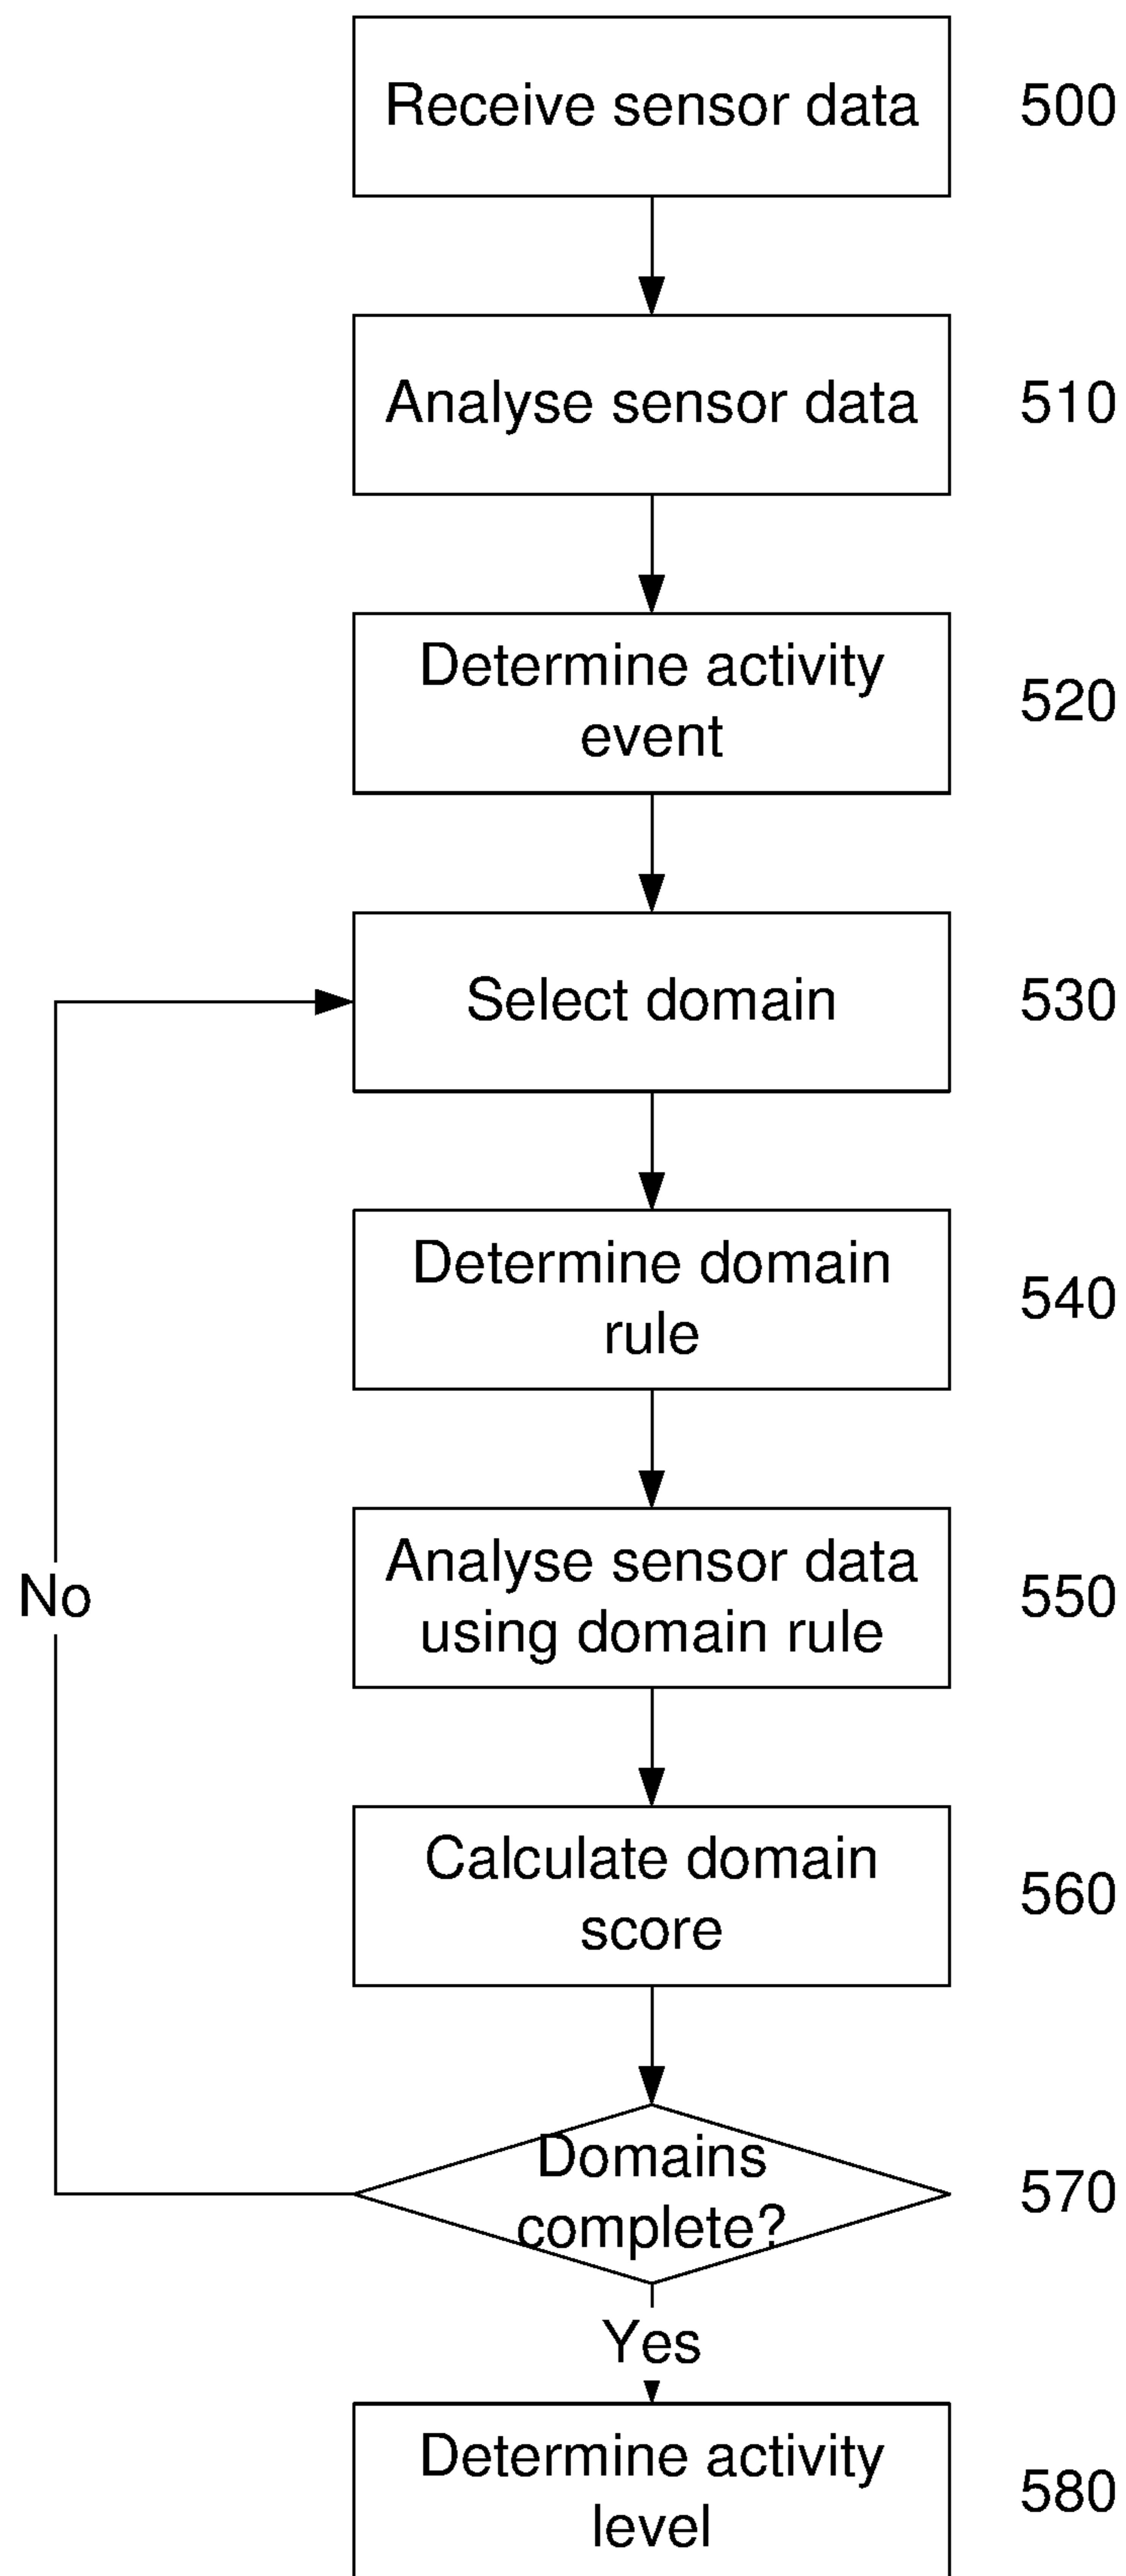 Receive sensor data 500
Analyse sensor data 510
Determine activity
event
520
Select domain 530
Determine domain
rule
540
Analyse sensor data
using domain rule
550
No
Calculate domain
score
560
Domains
complete?
570
Yes
Determine activity
level
580